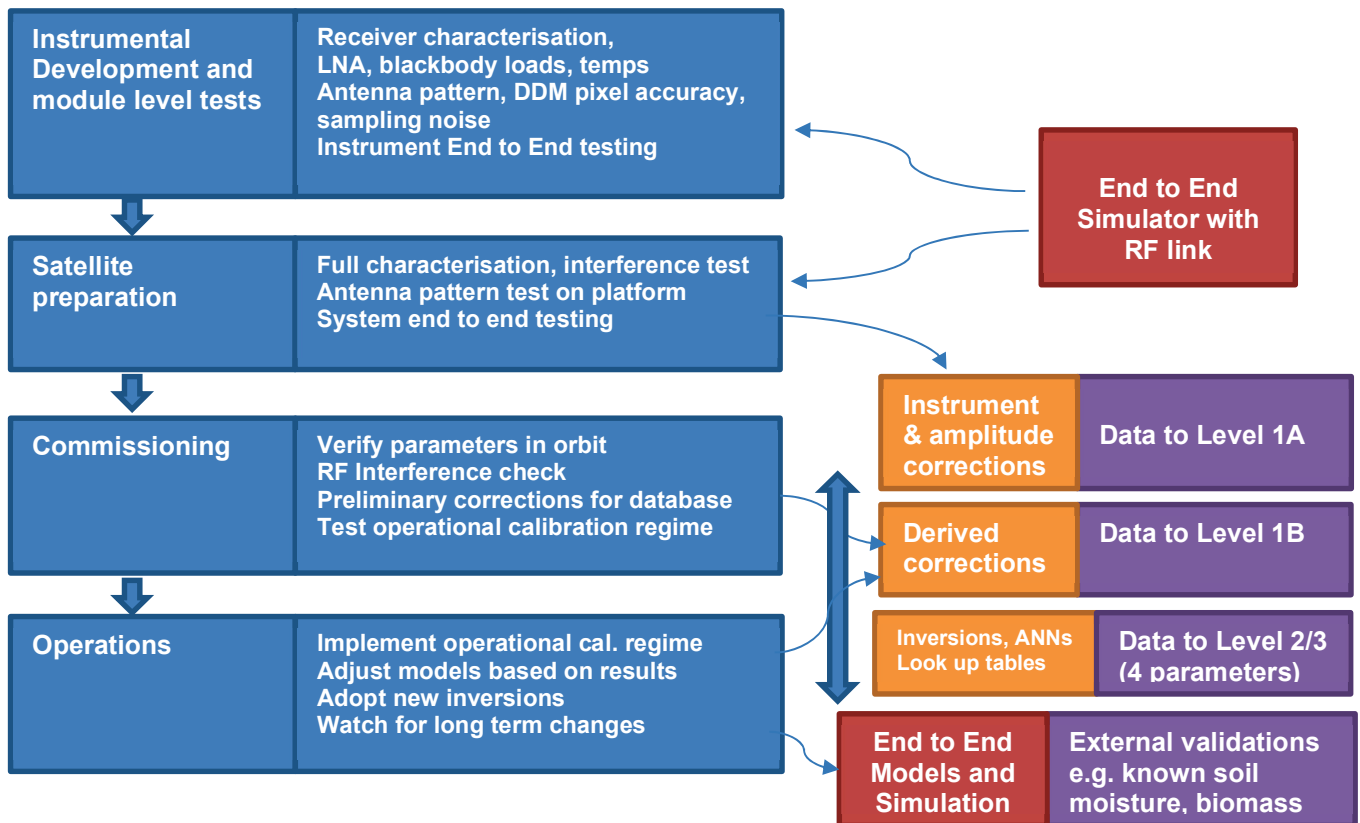 Instrumental
Development and
module level tests
Receiver characterisation,
LNA, blackbody loads, temps
Antenna pattern, DDM pixel accuracy,
sampling noise
Instrument End to End testing
End to End
Simulator with
RF link
Satellite
preparation
Full characterisation, interference test
Antenna pattern test on platform
System end to end testing
Instrument
& amplitude
corrections
Data to Level 1A
Commissioning
Verify parameters in orbit
RF Interference check
Preliminary corrections for database
Test operational calibration regime
Derived
corrections
Data to Level 1B
Operations
Implement operational cal. regime
Adjust models based on results
Adopt new inversions
Watch for long term changes
Inversions, ANNs
Look up tables
Data to Level 2/3
(4 parameters)
End to End
Models and
Simulation
External validations
e.g. known soil
moisture, biomass